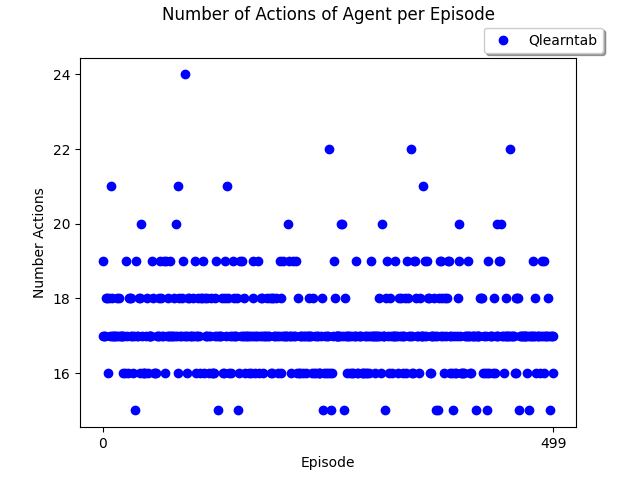 Number of Actions of Agent per Episode
Qlearntab
24
22
20
18
16
Number Actions
0
499
Episode